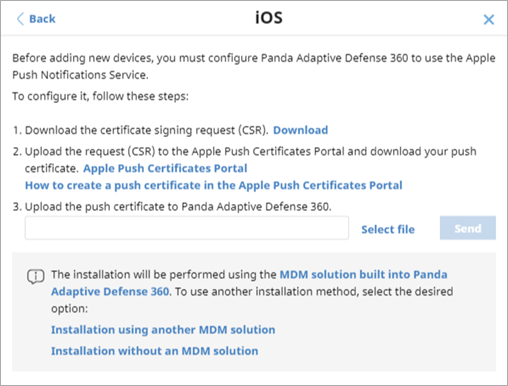 Back
iOS
Before adding new devices, you must configure Panda Adaptive Defense 360 to use the Apple
Push Notifications Service.
To configure it, follow these steps:
1. Download the certificate signing request (CSR). Download
2. Upload the request (CSR) to the Apple Push Certificates Portal and download your push
certificate. Apple Push Certificates Portal
How to create a push certificate in the Apple Push Certificates Portal
3. Upload the push certificate to Panda Adaptive Defense 360.
Select file
Send
The installation will be performed using the MDM solution built into Panda
Adaptive Defense 360. To use another installation method, select the desired
option:
Installation using another MDM solution
Installation without an MDM solution